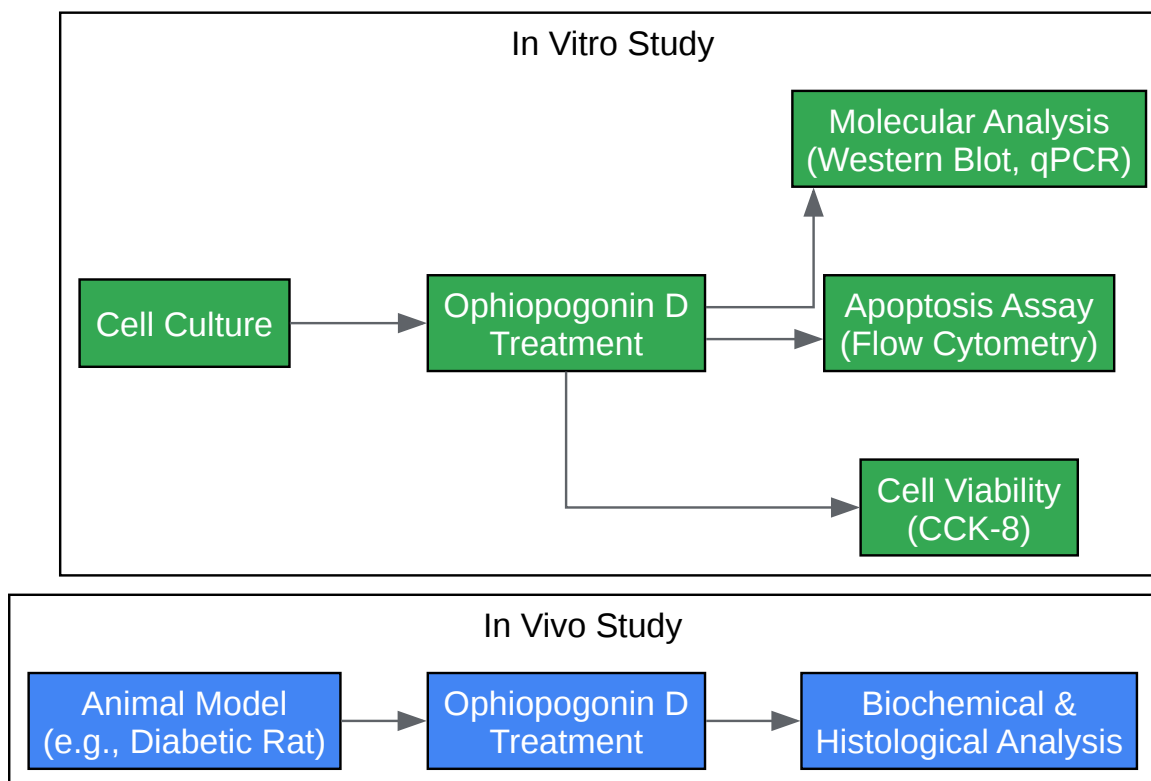 In Vitro Study
Molecular Analysis
(Western Blot, qPCR)
Cell Culture
Ophiopogonin D
Treatment
Apoptosis Assay
(Flow Cytometry)
Cell Viability
(CCK-8)
In Vivo Study
Animal Model
(e.g., Diabetic Rat)
Ophiopogonin D
Treatment
Biochemical &
Histological Analysis